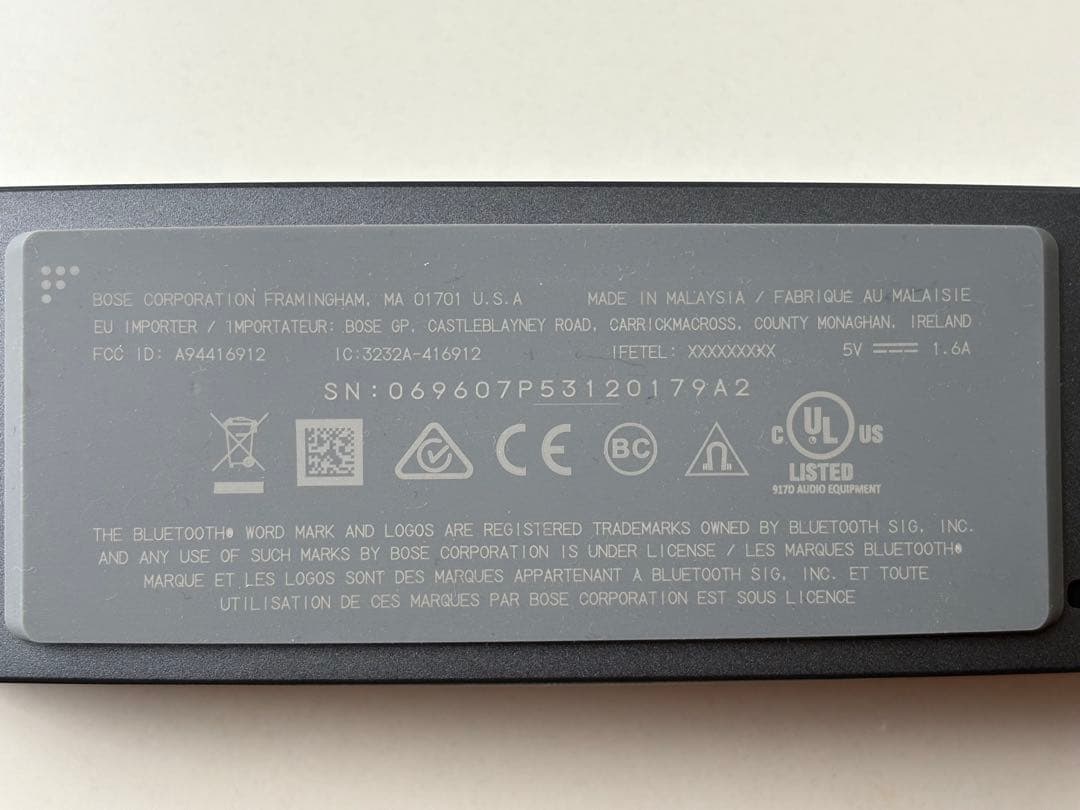 BOSE CORPORATION FRAMINGHAM, MA 01701 U.S.A MADE IN MALAYSIA / FABRIQUÉ AU MALAISIE
EU IMPORTER / IMPORTATEUR: BOSE GP, CASTLEBLAYNEY ROAD, CARRICKMACROSS, COUNTY MONAGHAN, IRELAND
FCC ID: A94416912 IC:3232A-416912 IFETEL: XXXXXXXXX 5V 1.6A
SN:069607P53120179A2
CE BC C UL US
LISTED
917D AUDIO EQUIPMENT
THE BLUETOOTH® WORD MARK AND LOGOS ARE REGISTERED TRADEMARKS OWNED BY BLUETOOTH SIG, INC.
AND ANY USE OF SUCH MARKS BY BOSE CORPORATION IS UNDER LICENSE / LES MARQUES BLUETOOTH®
MARQUE ET LES LOGOS SONT DES MARQUES APPARTENANT A BLUETOOTH SIG, INC. ET TOUTE
UTILISATION DE CES MARQUES PAR BOSE CORPORATION EST SOUS LICENCE